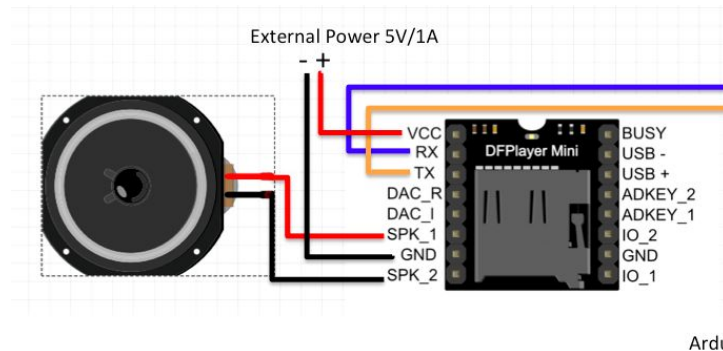 External Power 5V/1A
- +
VCC
RX
TX
DAC_R
DAC_I
SPK_1
GND
SPK_2
DFPlayer Mini
BUSY
USB -
USB +
ADKEY_2
ADKEY_1
IO_2
GND
IO_1
Ardu